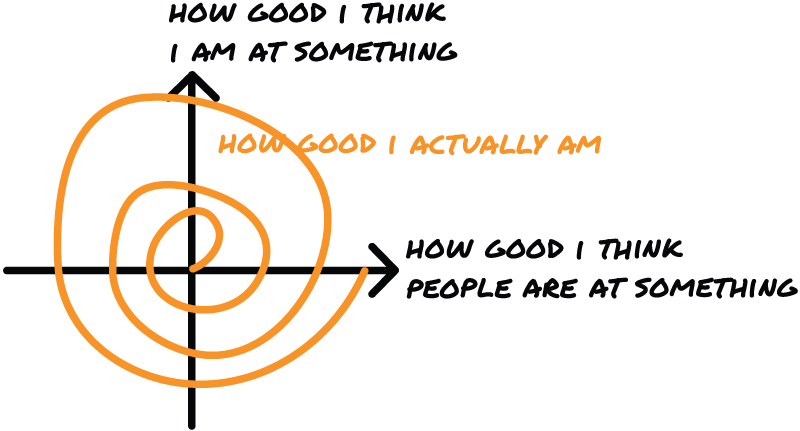 HOW GOOD I THINK
I AM AT SOMETHING
HOW GOOD I ACTUALLY AM
HOW GOOD I THINK
PEOPLE ARE AT SOMETHING